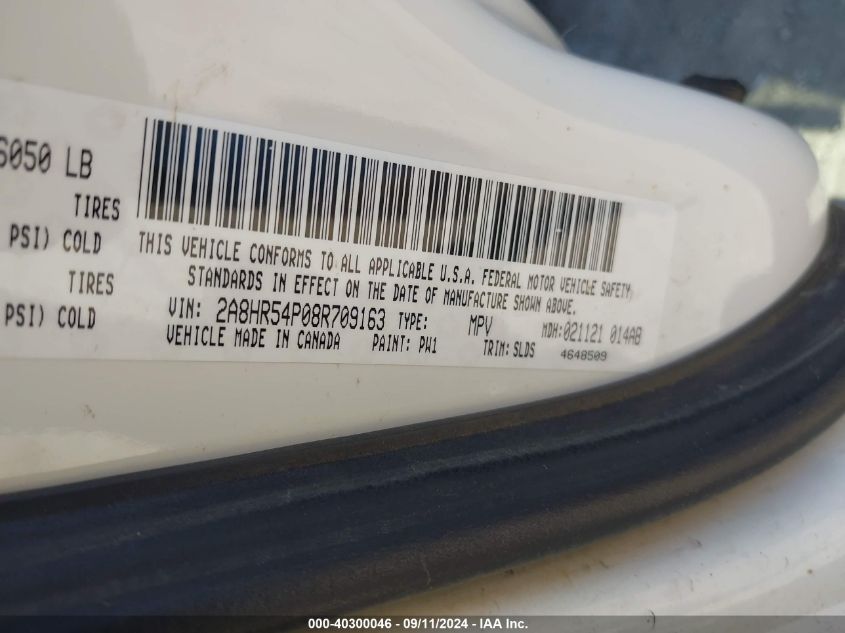 6050 LB
TIRES
PSI) COLD
TIRES
PSI) COLD
THIS VEHICLE CONFORMS TO ALL APPLICABLE U.S.A. FEDERAL MOTOR VEHICLE SAFETY
STANDARDS IN EFFECT ON THE DATE OF MANUFACTURE SHOWN ABOVE.
VIN: 2A8HR54P08R709163 TYPE: MPV MDH:021121 014AB
VEHICLE MADE IN CANADA PAINT: PW1 TRIM: SLDS 4648509
000-40300046 - 09/11/2024 - IAA Inc.